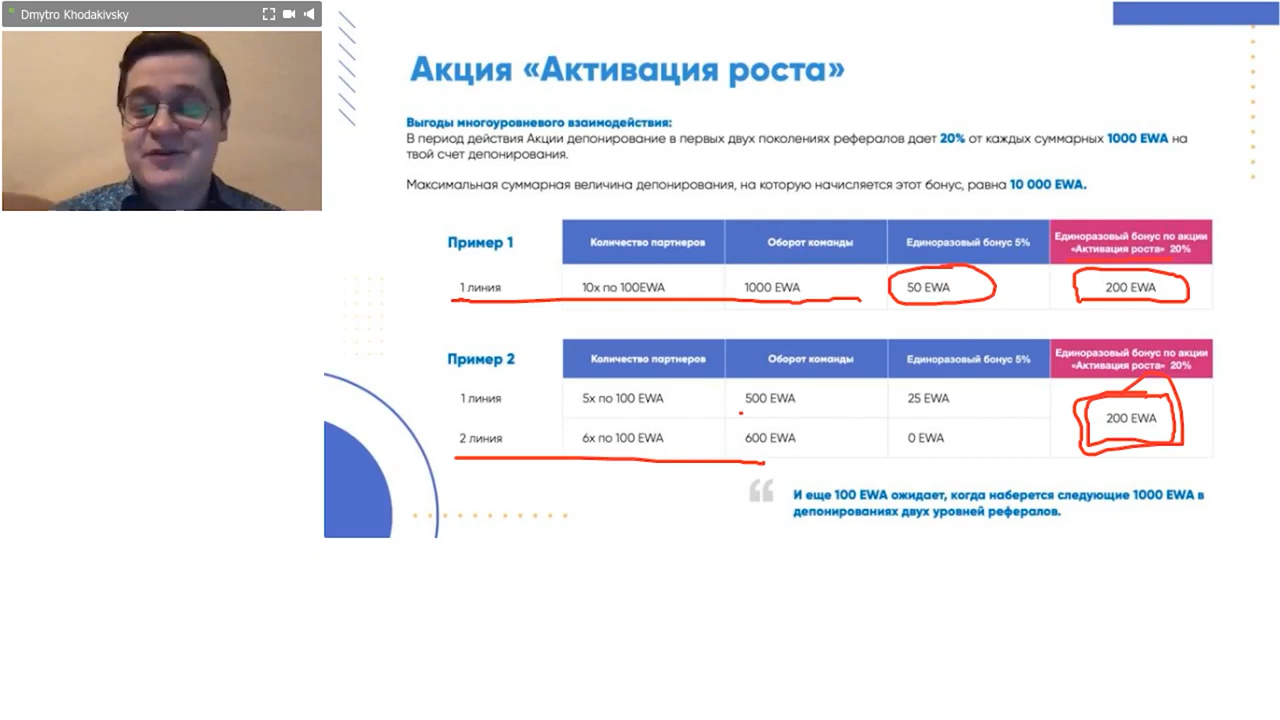 Dmytro Khodakivsky
Акция «Активация роста»
Выгоды многоуровневого взаимодействия:
В период действия Акции депонирование в первых двух поколениях рефералов дает 20% от каждых суммарных 1000 EWA на
твой счет депонирования.
Максимальная суммарная величина депонирования, на которую начисляется этот бонус, равна 10 000 EWA.
Пример 1
Количество партнеров
Оборот команды
Единоразовый бонус 5%
Единоразовый бонус по акции
«Активация роста» 20%
1 линия
10x по 100EWA
1000 EWA
50 EWA
200 EWA
Пример 2
Количество партнеров
Оборот команды
Единоразовый бонус 5%
Единоразовый бонус по акции
«Активация роста» 20%
1 линия
5x по 100 EWA
500 EWA
25 EWA
200 EWA
2 линия
6x по 100 EWA
600 EWA
0 EWA
И еще 100 EWA ожидает, когда наберется следующие 1000 EWA в
депонированиях двух уровней рефералов.